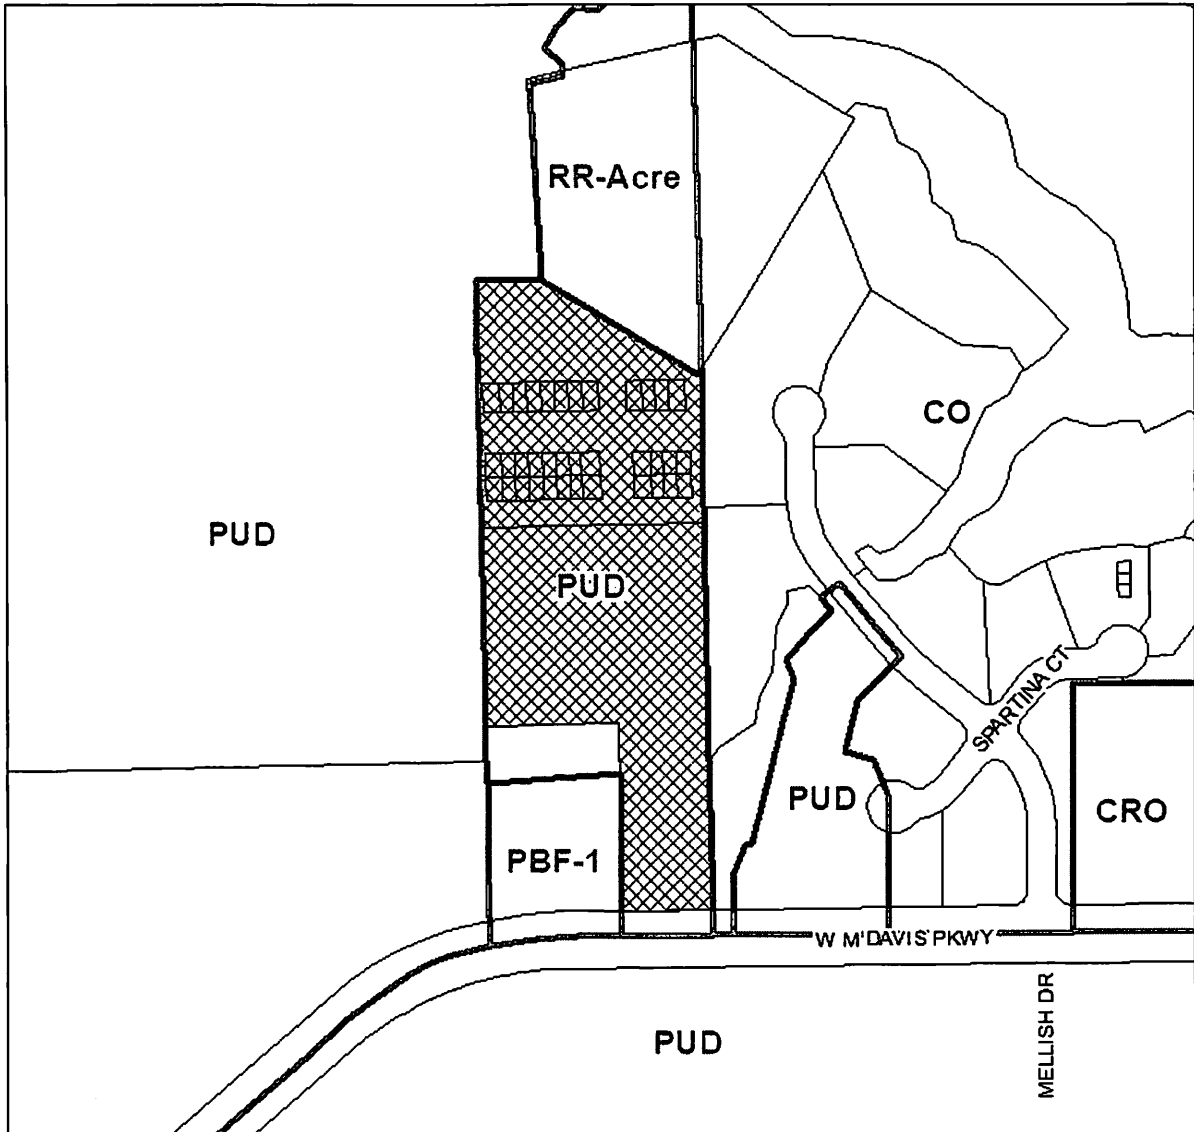 RR-Acre
CO
PUD
PUD
SPARTINA CT
PUD
CRO
PBF-1
W M DAVIS PKWY
PUD
MELLISH DR